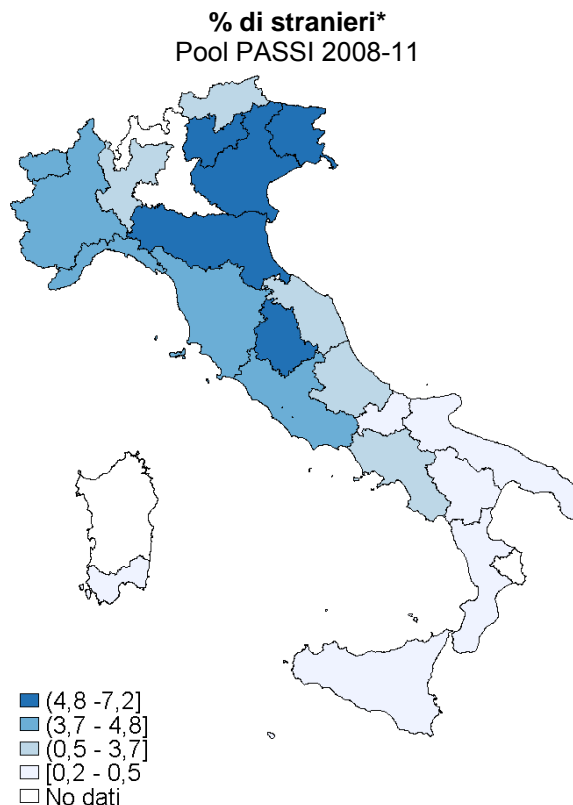 % di stranieri*
Pool PASSI 2008-11
(4,8 -7,2]
(3,7 - 4,8]
(0,5 - 3,7]
[0,2 - 0,5
No dati